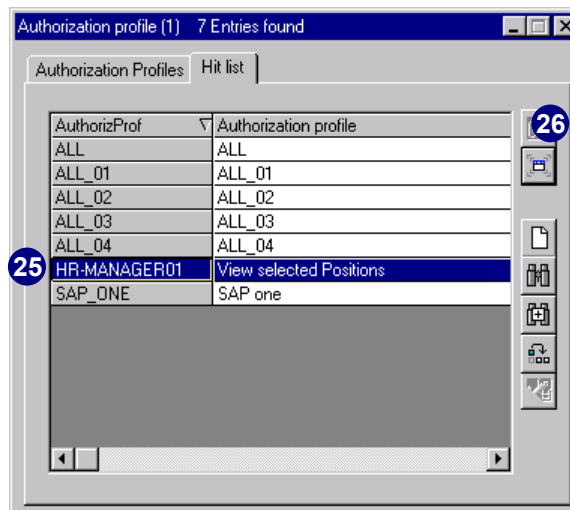 Authorization profile (1) 7 Entries found
Authorization Profiles Hit list
26
AuthorizProf Authorization profile
ALL ALL
ALL_01 ALL_01
ALL_02 ALL_02
ALL_03 ALL_03
ALL_04 ALL_04
25 HR-MANAGER01 View selected Positions
SAP_ONE SAP one